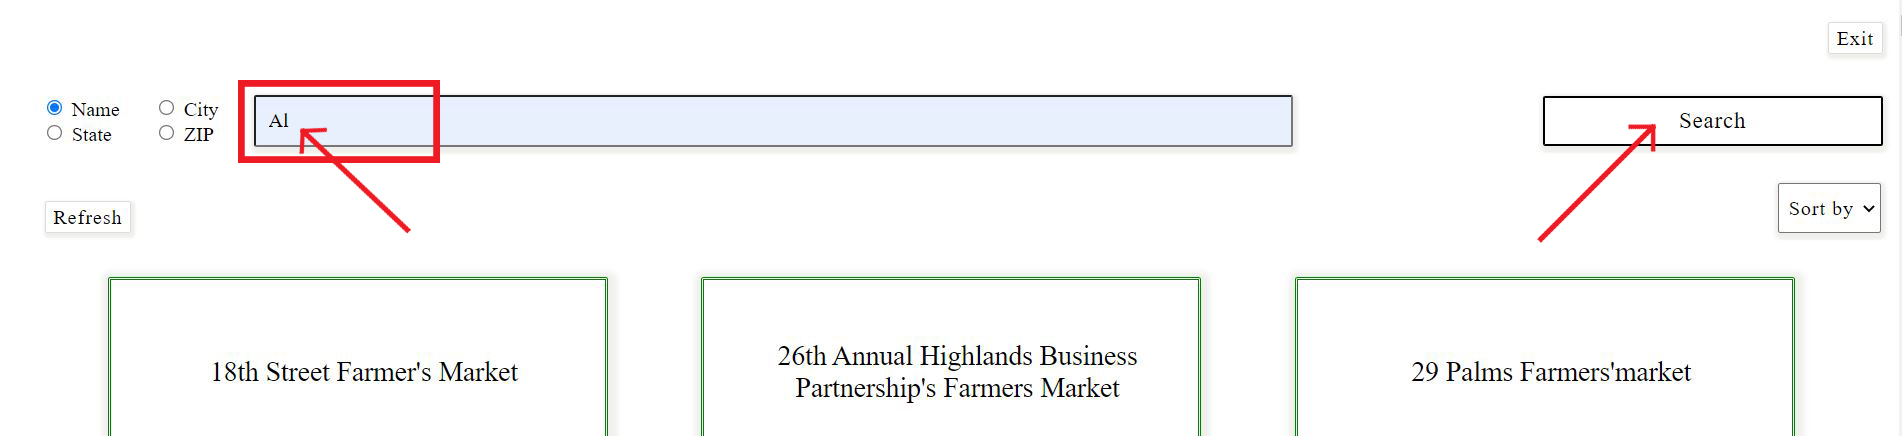 Exit
Name City
State ZIP
Al
Search
Refresh
Sort by
18th Street Farmer's Market
26th Annual Highlands Business
Partnership's Farmers Market
29 Palms Farmers'market